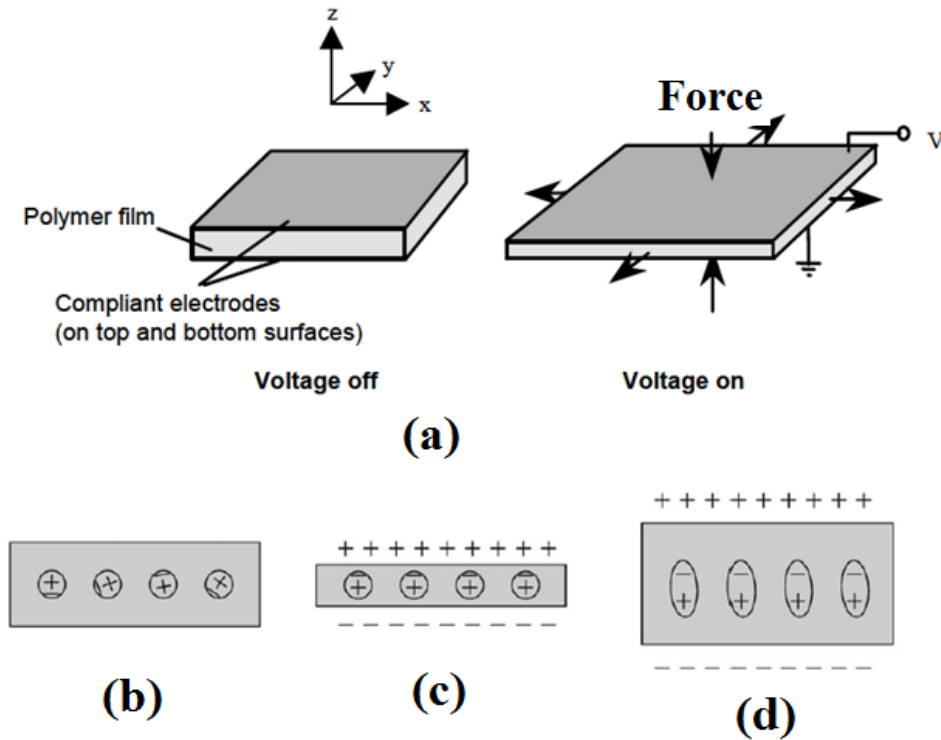 z
y
x
Force
V
Polymer film
Compliant electrodes
(on top and bottom surfaces)
Voltage off
Voltage on
(a)
+ + + + + + + + +
+ + + + + + + + +
− − − − − − − − −
− − − − − − − − −
(b)
(c)
(d)